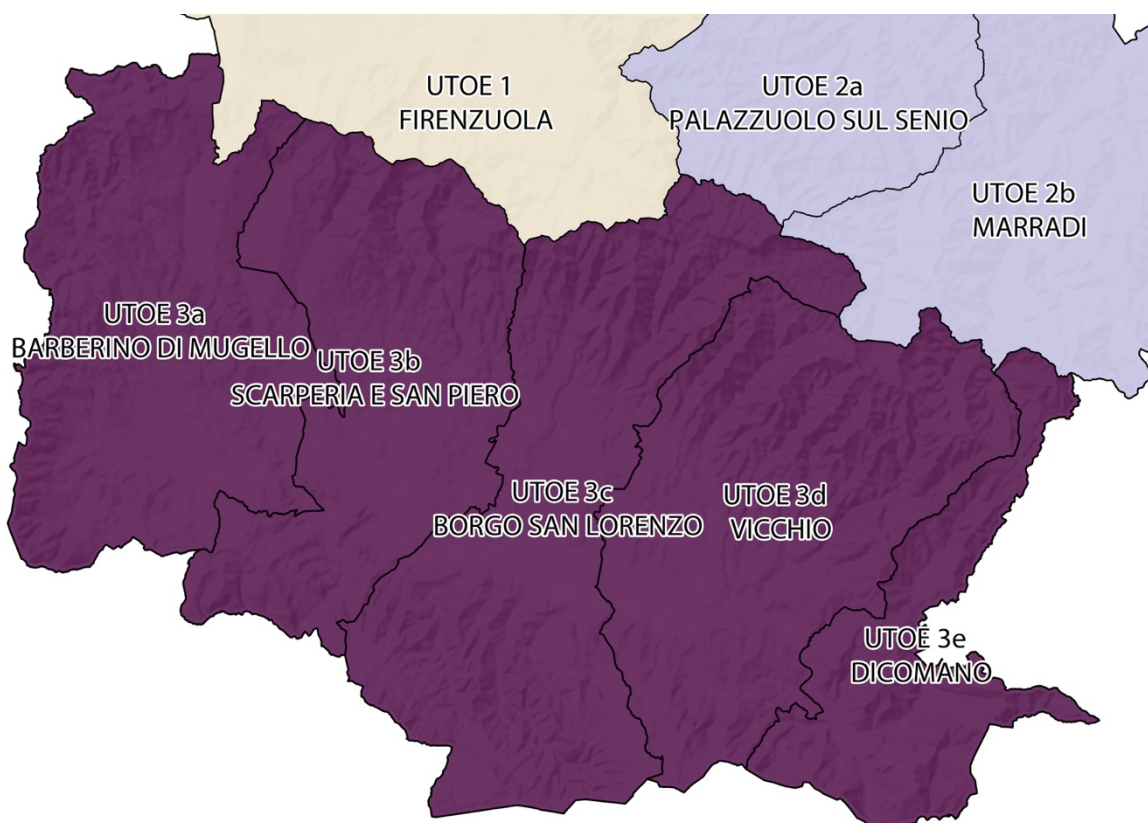 UTOE 1
FIRENZUOLA
UTOE 2a
PALAZZUOLO SUL SENIO
UTOE 2b
MARRADI
UTOE 3a
BARBERINO DI MUGELLO
UTOE 3b
SCARPERIA E SAN PIERO
UTOE 3c
BORGO SAN LORENZO
UTOE 3d
VICCHIO
UTOE 3e
DICOMANO